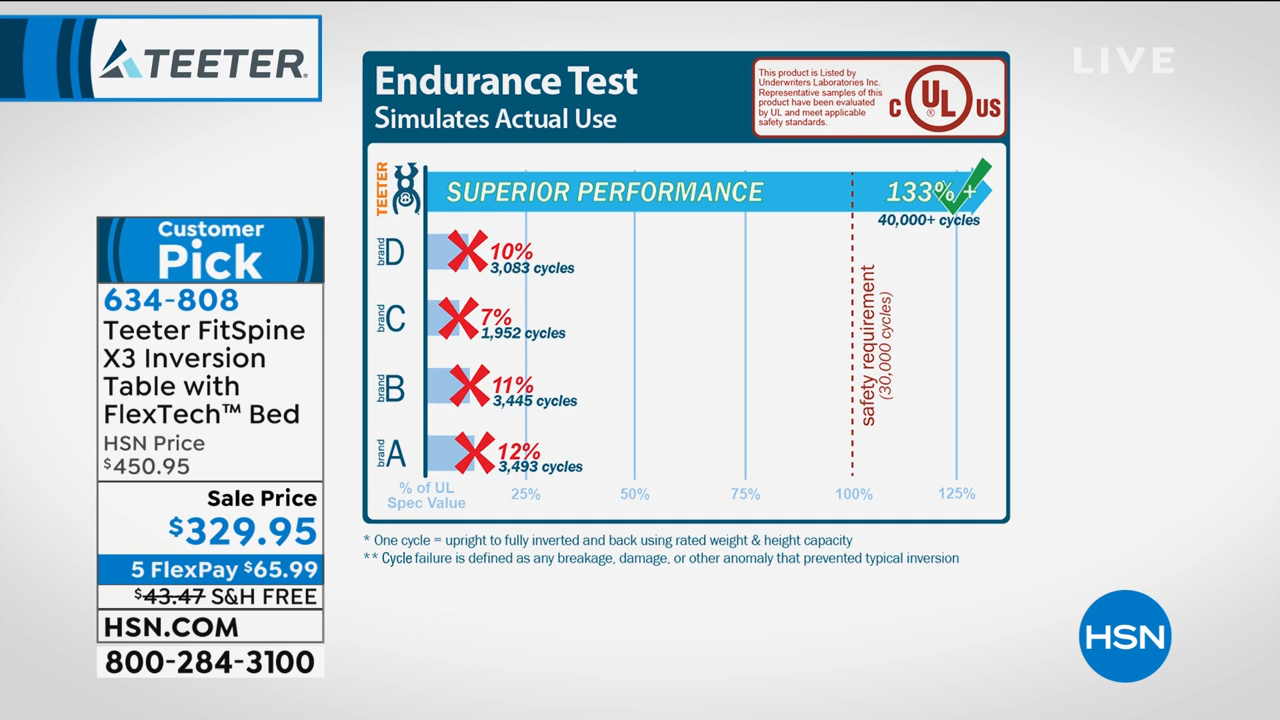 TEETER®
LIVE
Endurance Test
Simulates Actual Use
This product is Listed by
Underwriters Laboratories Inc.
Representative samples of this
product have been evaluated
by UL and meet applicable
safety standards.
C UL® US
TEETER
SUPERIOR PERFORMANCE
133%+
40,000+ cycles
brand D
10%
3,083 cycles
brand C
7%
1,952 cycles
brand B
11%
3,445 cycles
brand A
12%
3,493 cycles
safety requirement
(30,000 cycles)
% of UL
Spec Value
25%
50%
75%
100%
125%
* One cycle = upright to fully inverted and back using rated weight & height capacity
** Cycle failure is defined as any breakage, damage, or other anomaly that prevented typical inversion
Customer
Pick
634-808
Teeter FitSpine
X3 Inversion
Table with
FlexTech™ Bed
HSN Price
$450.95
Sale Price
$329.95
5 FlexPay $65.99
$43.47 S&H FREE
HSN.COM
800-284-3100
HSN